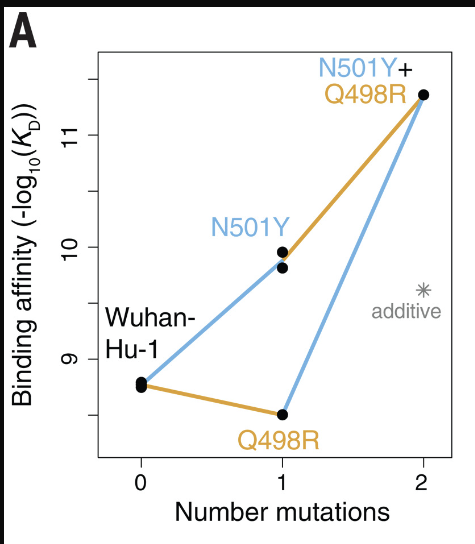 A
N501Y+
Q498R
11
N501Y
10
Wuhan-
Hu-1
additive
9
Q498R
0
1
2
Number mutations
Binding affinity (-log₁₀(K_D))